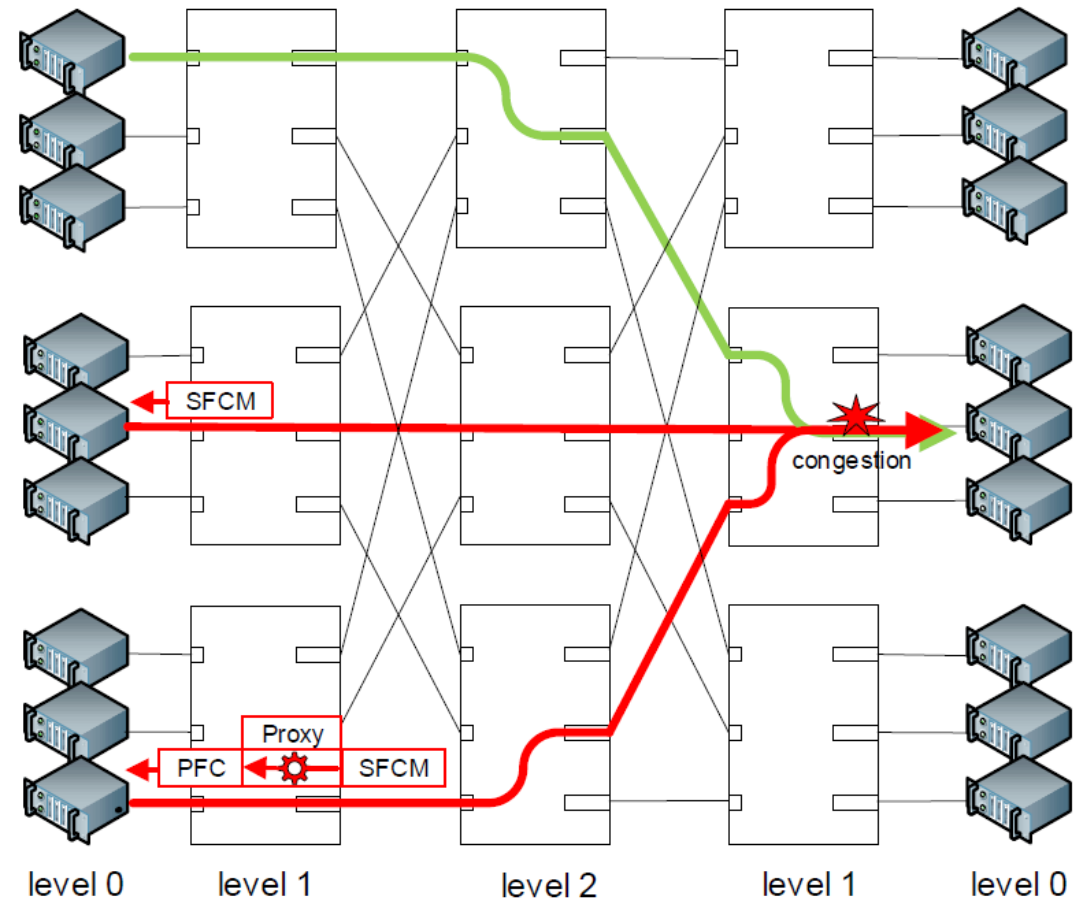 SFCM
congestion
Proxy
PFC
SFCM
level 0
level 1
level 2
level 1
level 0